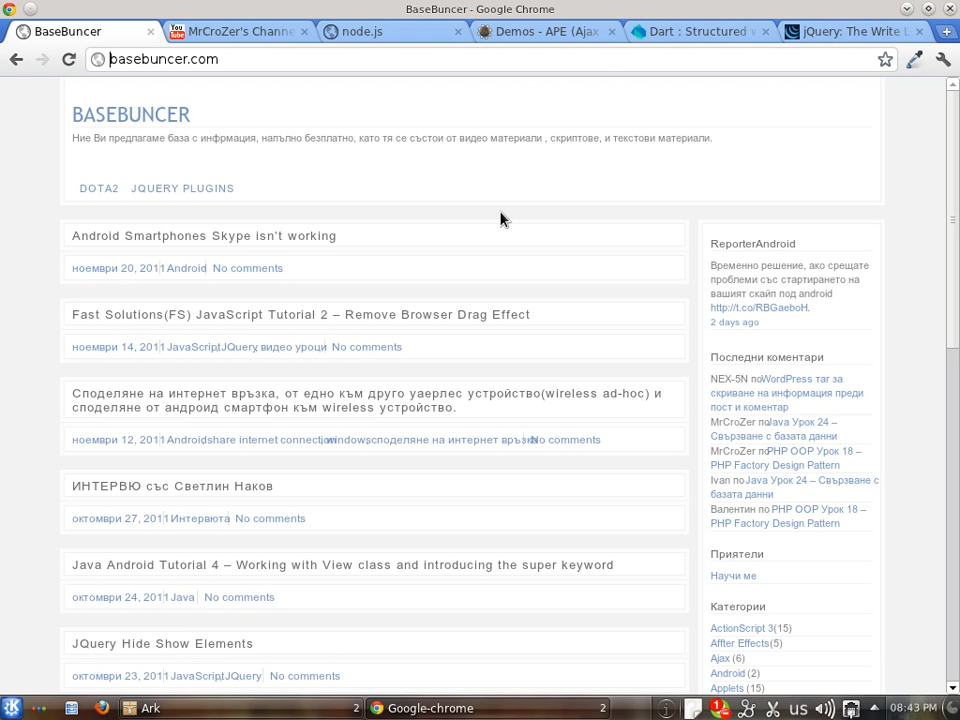 BaseBuncer - Google Chrome
BaseBuncer
MrCroZer's Channe
node.js
Demos - APE (Ajax
Dart : Structured w
jQuery: The Write L
basebuncer.com
BASEBUNCER
Ние Ви предлагаме база с инфрмация, напълно безплатно, като тя се състои от видео материали , скриптове, и текстови материали.
DOTA2 JQUERY PLUGINS
Android Smartphones Skype isn't working
ноември 20, 2011 Android No comments
Fast Solutions(FS) JavaScript Tutorial 2 – Remove Browser Drag Effect
ноември 14, 2011 JavaScript, JQuery, видео уроци No comments
Споделяне на интернет връзка, от едно към друго уаерлес устройство(wireless ad-hoc) и
споделяне от андроид смартфон към wireless устройство.
ноември 12, 2011 Android share internet connection windows споделяне на интернет връзка No comments
ИНТЕРВЮ със Светлин Наков
октомври 27, 2011 Интервюта No comments
Java Android Tutorial 4 – Working with View class and introducing the super keyword
октомври 24, 2011 Java No comments
JQuery Hide Show Elements
октомври 23, 2011 JavaScript, JQuery No comments
ReporterAndroid
Временно решение, ако срещате
проблеми със стартирането на
вашият скайп под android
http://t.co/RBGaeboH.
2 days ago
Последни коментари
NEX-5N по WordPress таг за
скриване на информация преди
пост и коментар
MrCroZer по Java Урок 24 –
Свързване с базата данни
MrCroZer по PHP OOP Урок 18 –
PHP Factory Design Pattern
Ivan по Java Урок 24 – Свързване с
базата данни
Валентин по PHP OOP Урок 18 –
PHP Factory Design Pattern
Приятели
Научи ме
Категории
ActionScript 3 (15)
Affter Effects (5)
Ajax (6)
Android (2)
Applets (15)
Ark 2
Google-chrome 2
1
us
08:43 PM